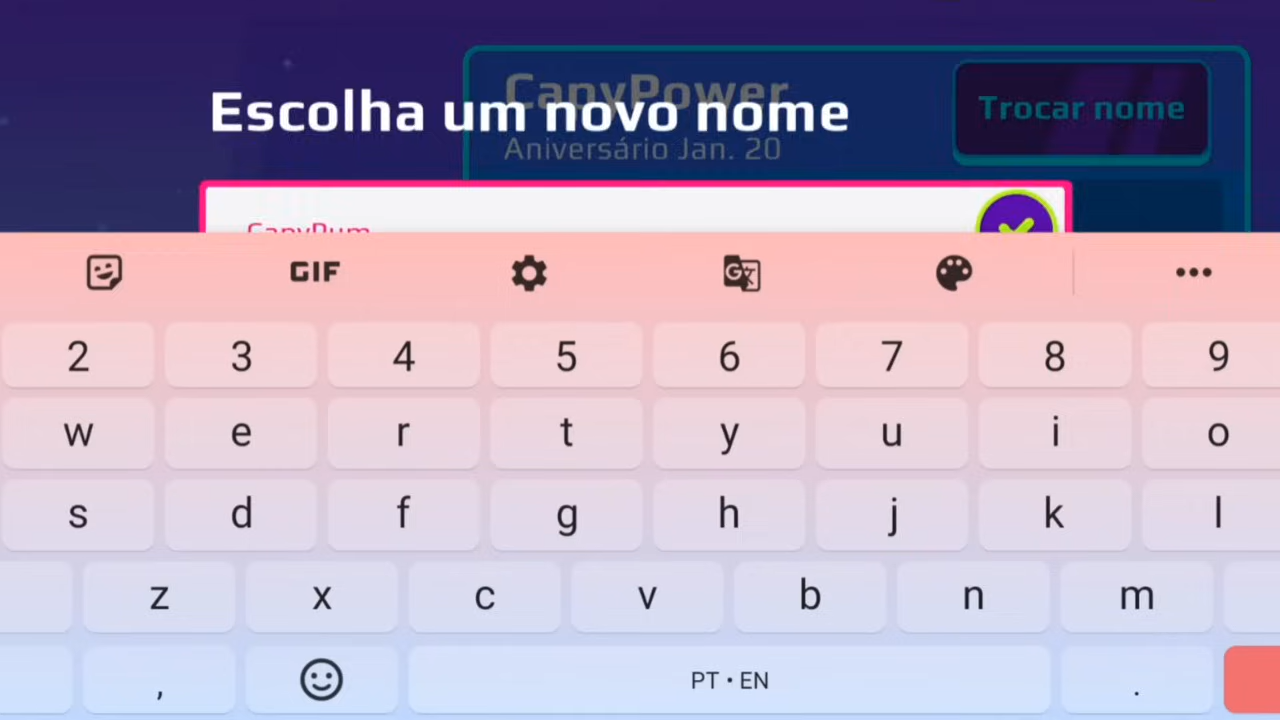 CapyPower
Trocar nome
Escolha um novo nome
Aniversário Jan. 20
GIF
2 3 4 5 6 7 8 9
w e r t y u i o
s d f g h j k l
z x c v b n m
, PT • EN .